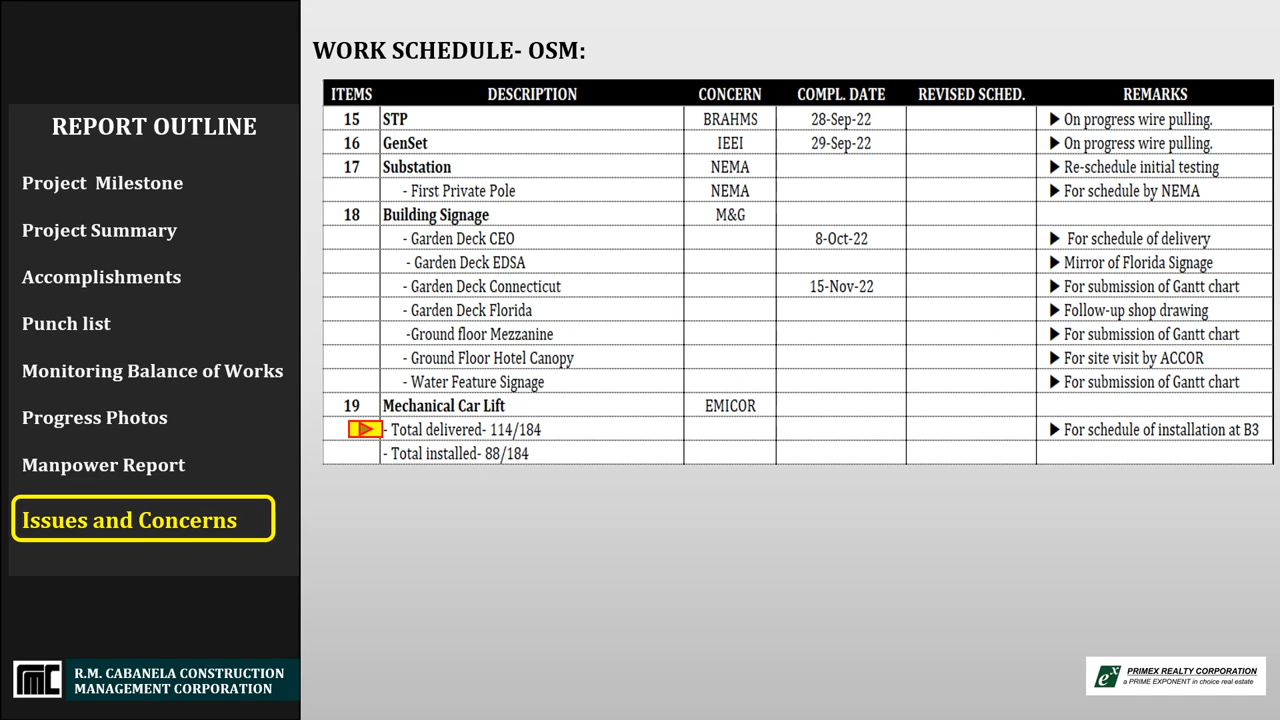 WORK SCHEDULE- OSM:
REPORT OUTLINE
Project  Milestone
Project Summary
Accomplishments
Punch list
Monitoring Balance of Works
Progress Photos
Manpower Report
Issues and Concerns
ITEMS DESCRIPTION CONCERN COMPL. DATE REVISED SCHED. REMARKS
15 STP BRAHMS 28-Sep-22 ▶ On progress wire pulling.
16 GenSet IEEI 29-Sep-22 ▶ On progress wire pulling.
17 Substation NEMA ▶ Re-schedule initial testing
- First Private Pole NEMA ▶ For schedule by NEMA
18 Building Signage M&G
- Garden Deck CEO 8-Oct-22 ▶ For schedule of delivery
- Garden Deck EDSA ▶ Mirror of Florida Signage
- Garden Deck Connecticut 15-Nov-22 ▶ For submission of Gantt chart
- Garden Deck Florida ▶ Follow-up shop drawing
-Ground floor Mezzanine ▶ For submission of Gantt chart
- Ground Floor Hotel Canopy ▶ For site visit by ACCOR
- Water Feature Signage ▶ For submission of Gantt chart
19 Mechanical Car Lift EMICOR
- Total delivered- 114/184 ▶ For schedule of installation at B3
- Total installed- 88/184
RMC
R.M. CABANELA CONSTRUCTION
MANAGEMENT CORPORATION
ex
PRIMEX REALTY CORPORATION
a PRIME EXPONENT in choice real estate